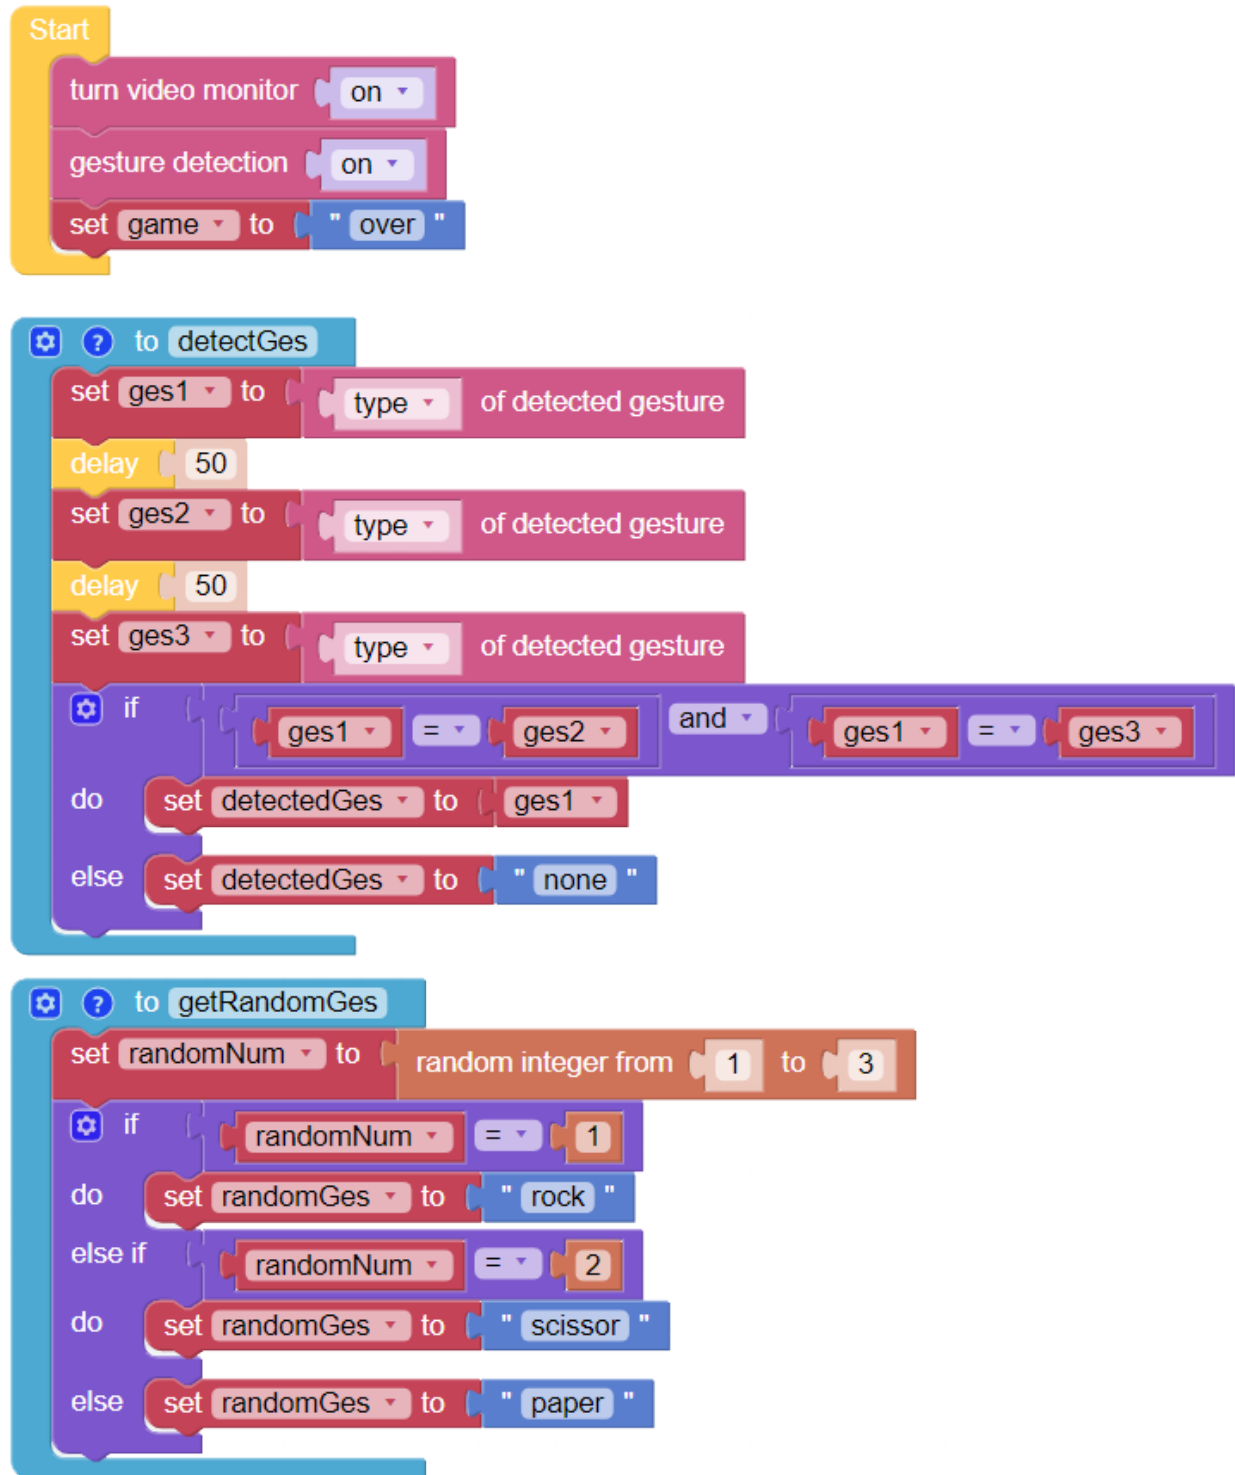 Start
turn video monitor on
gesture detection on
set game to " over "
? to detectGes
set ges1 to type of detected gesture
delay 50
set ges2 to type of detected gesture
delay 50
set ges3 to type of detected gesture
if ges1 = ges2 and ges1 = ges3
do set detectedGes to ges1
else set detectedGes to " none "
? to getRandomGes
set randomNum to random integer from 1 to 3
if randomNum = 1
do set randomGes to " rock "
else if randomNum = 2
do set randomGes to " scissor "
else set randomGes to " paper "